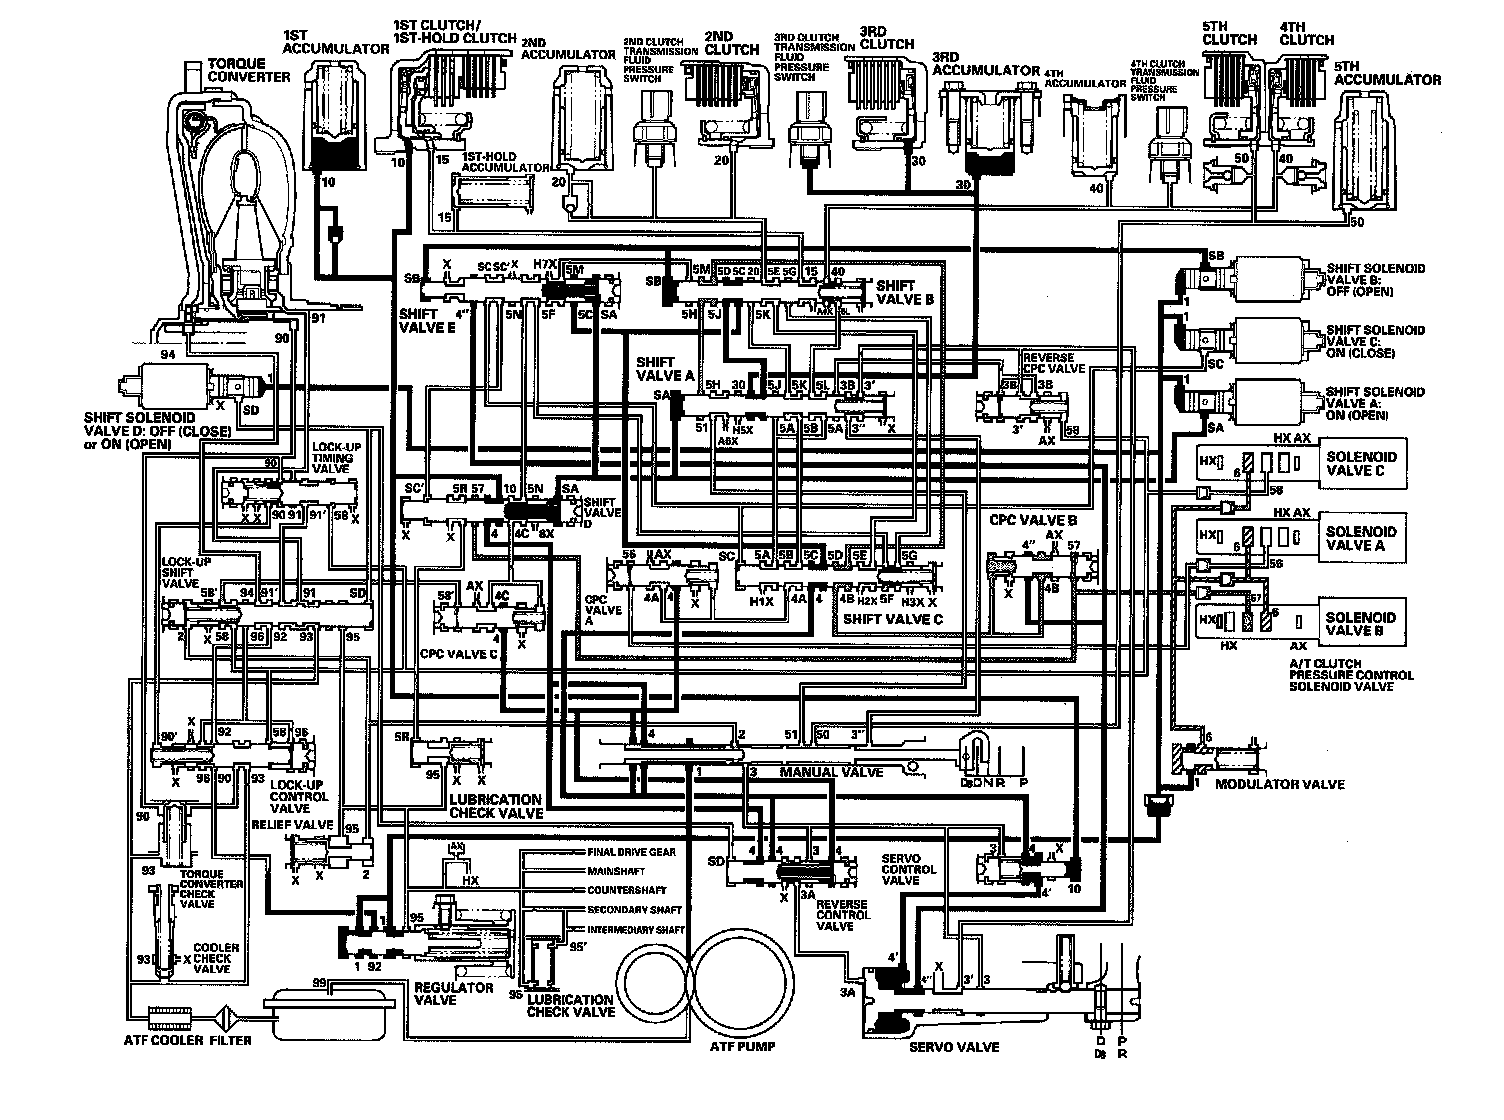 1ST
ACCUMULATOR
1ST CLUTCH/
1ST-HOLD CLUTCH
2ND
ACCUMULATOR
2ND CLUTCH
TRANSMISSION
FLUID
PRESSURE
SWITCH
2ND
CLUTCH
3RD CLUTCH
TRANSMISSION
FLUID
PRESSURE
SWITCH
3RD
CLUTCH
3RD
ACCUMULATOR
4TH
ACCUMULATOR
4TH CLUTCH
TRANSMISSION
FLUID
PRESSURE
SWITCH
5TH
CLUTCH
4TH
CLUTCH
5TH
ACCUMULATOR
TORQUE
CONVERTER
10
10
15
1ST-HOLD
ACCUMULATOR
15
20
20
30
30
40
50
40
50
SB
X
SC SC' X
H7X
5M
SHIFT
VALVE E
4"
5N
5F
5C
SA
SB
5M
5D
5C
20
5E
5G
15
40
SHIFT
VALVE B
5H
5J
5K
SB
SHIFT SOLENOID
VALVE B:
OFF (OPEN)
1
1
SHIFT SOLENOID
VALVE C:
ON (CLOSE)
SC
1
SHIFT SOLENOID
VALVE A:
ON (OPEN)
SA
91
90
94
1
X
SD
SHIFT SOLENOID
VALVE D: OFF (CLOSE)
or ON (OPEN)
SHIFT
VALVE A
SA
5H
30
5J
5K
5L
3B
3'
51
H5X
A6X
5A
5B
5A
3"
X
REVERSE
CPC VALVE
3B
3B
3'
AX
58
LOCK-UP
TIMING
VALVE
90
X X
90 91 91' 58
X
SC'
5R 57
10
5N
SA
SHIFT
VALVE
D
X
4
4C
8X
HX AX
HX
6
56
SOLENOID
VALVE C
HX AX
HX
6
56
SOLENOID
VALVE A
HX
57
6
SOLENOID
VALVE B
HX
AX
A/T CLUTCH
PRESSURE CONTROL
SOLENOID VALVE
LOCK-UP
SHIFT
VALVE
58'
94
91'
91
SD
2
X
58
96
92
93
95
58'
AX
4C
4
X
CPC VALVE C
56
AX
CPC
VALVE
A
4A
4
X
SC
5A
5B
5C
5D
5E
5G
H1X
4A
4
4B
H2X
5F
H3X
X
SHIFT VALVE C
CPC VALVE B
4"
AX
57
X
4B
90'
X
92
58
96
X
96
90
93
X
LOCK-UP
CONTROL
VALVE
5R
95
X
X
LUBRICATION
CHECK VALVE
4
2
51
50
3"
1
3
MANUAL VALVE
D3 D N R P
6
1
X
MODULATOR VALVE
90
93
TORQUE
CONVERTER
CHECK
VALVE
RELIEF VALVE
95
X
X
2
93
X
COOLER
CHECK
VALVE
ATF COOLER
FILTER
99
AX
HX
1
95
1
92
REGULATOR
VALVE
FINAL DRIVE GEAR
MAINSHAFT
COUNTERSHAFT
SECONDARY SHAFT
INTERMEDIARY SHAFT
95'
95
LUBRICATION
CHECK VALVE
ATF PUMP
SD
4
4
3
4
X
3A
REVERSE
CONTROL
VALVE
SERVO
CONTROL
VALVE
3
4
X
4'
10
4'
3A
4"
X
3'
3
SERVO VALVE
D
D3
P
R